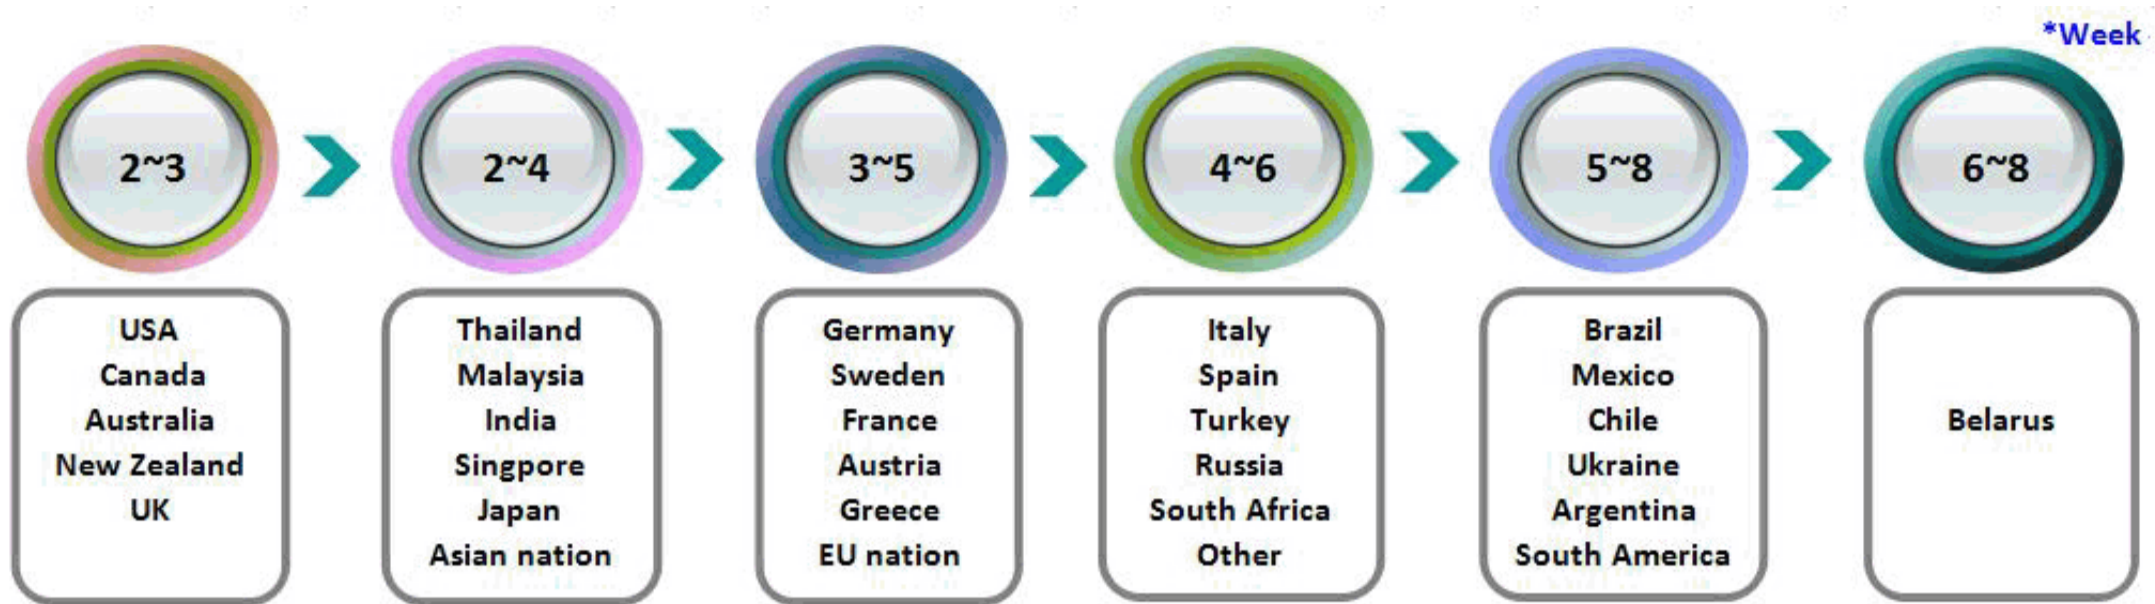 *Week
2~3
2~4
3~5
4~6
5~8
6~8
USA
Canada
Australia
New Zealand
UK
Thailand
Malaysia
India
Singpore
Japan
Asian nation
Germany
Sweden
France
Austria
Greece
EU nation
Italy
Spain
Turkey
Russia
South Africa
Other
Brazil
Mexico
Chile
Ukraine
Argentina
South America
Belarus